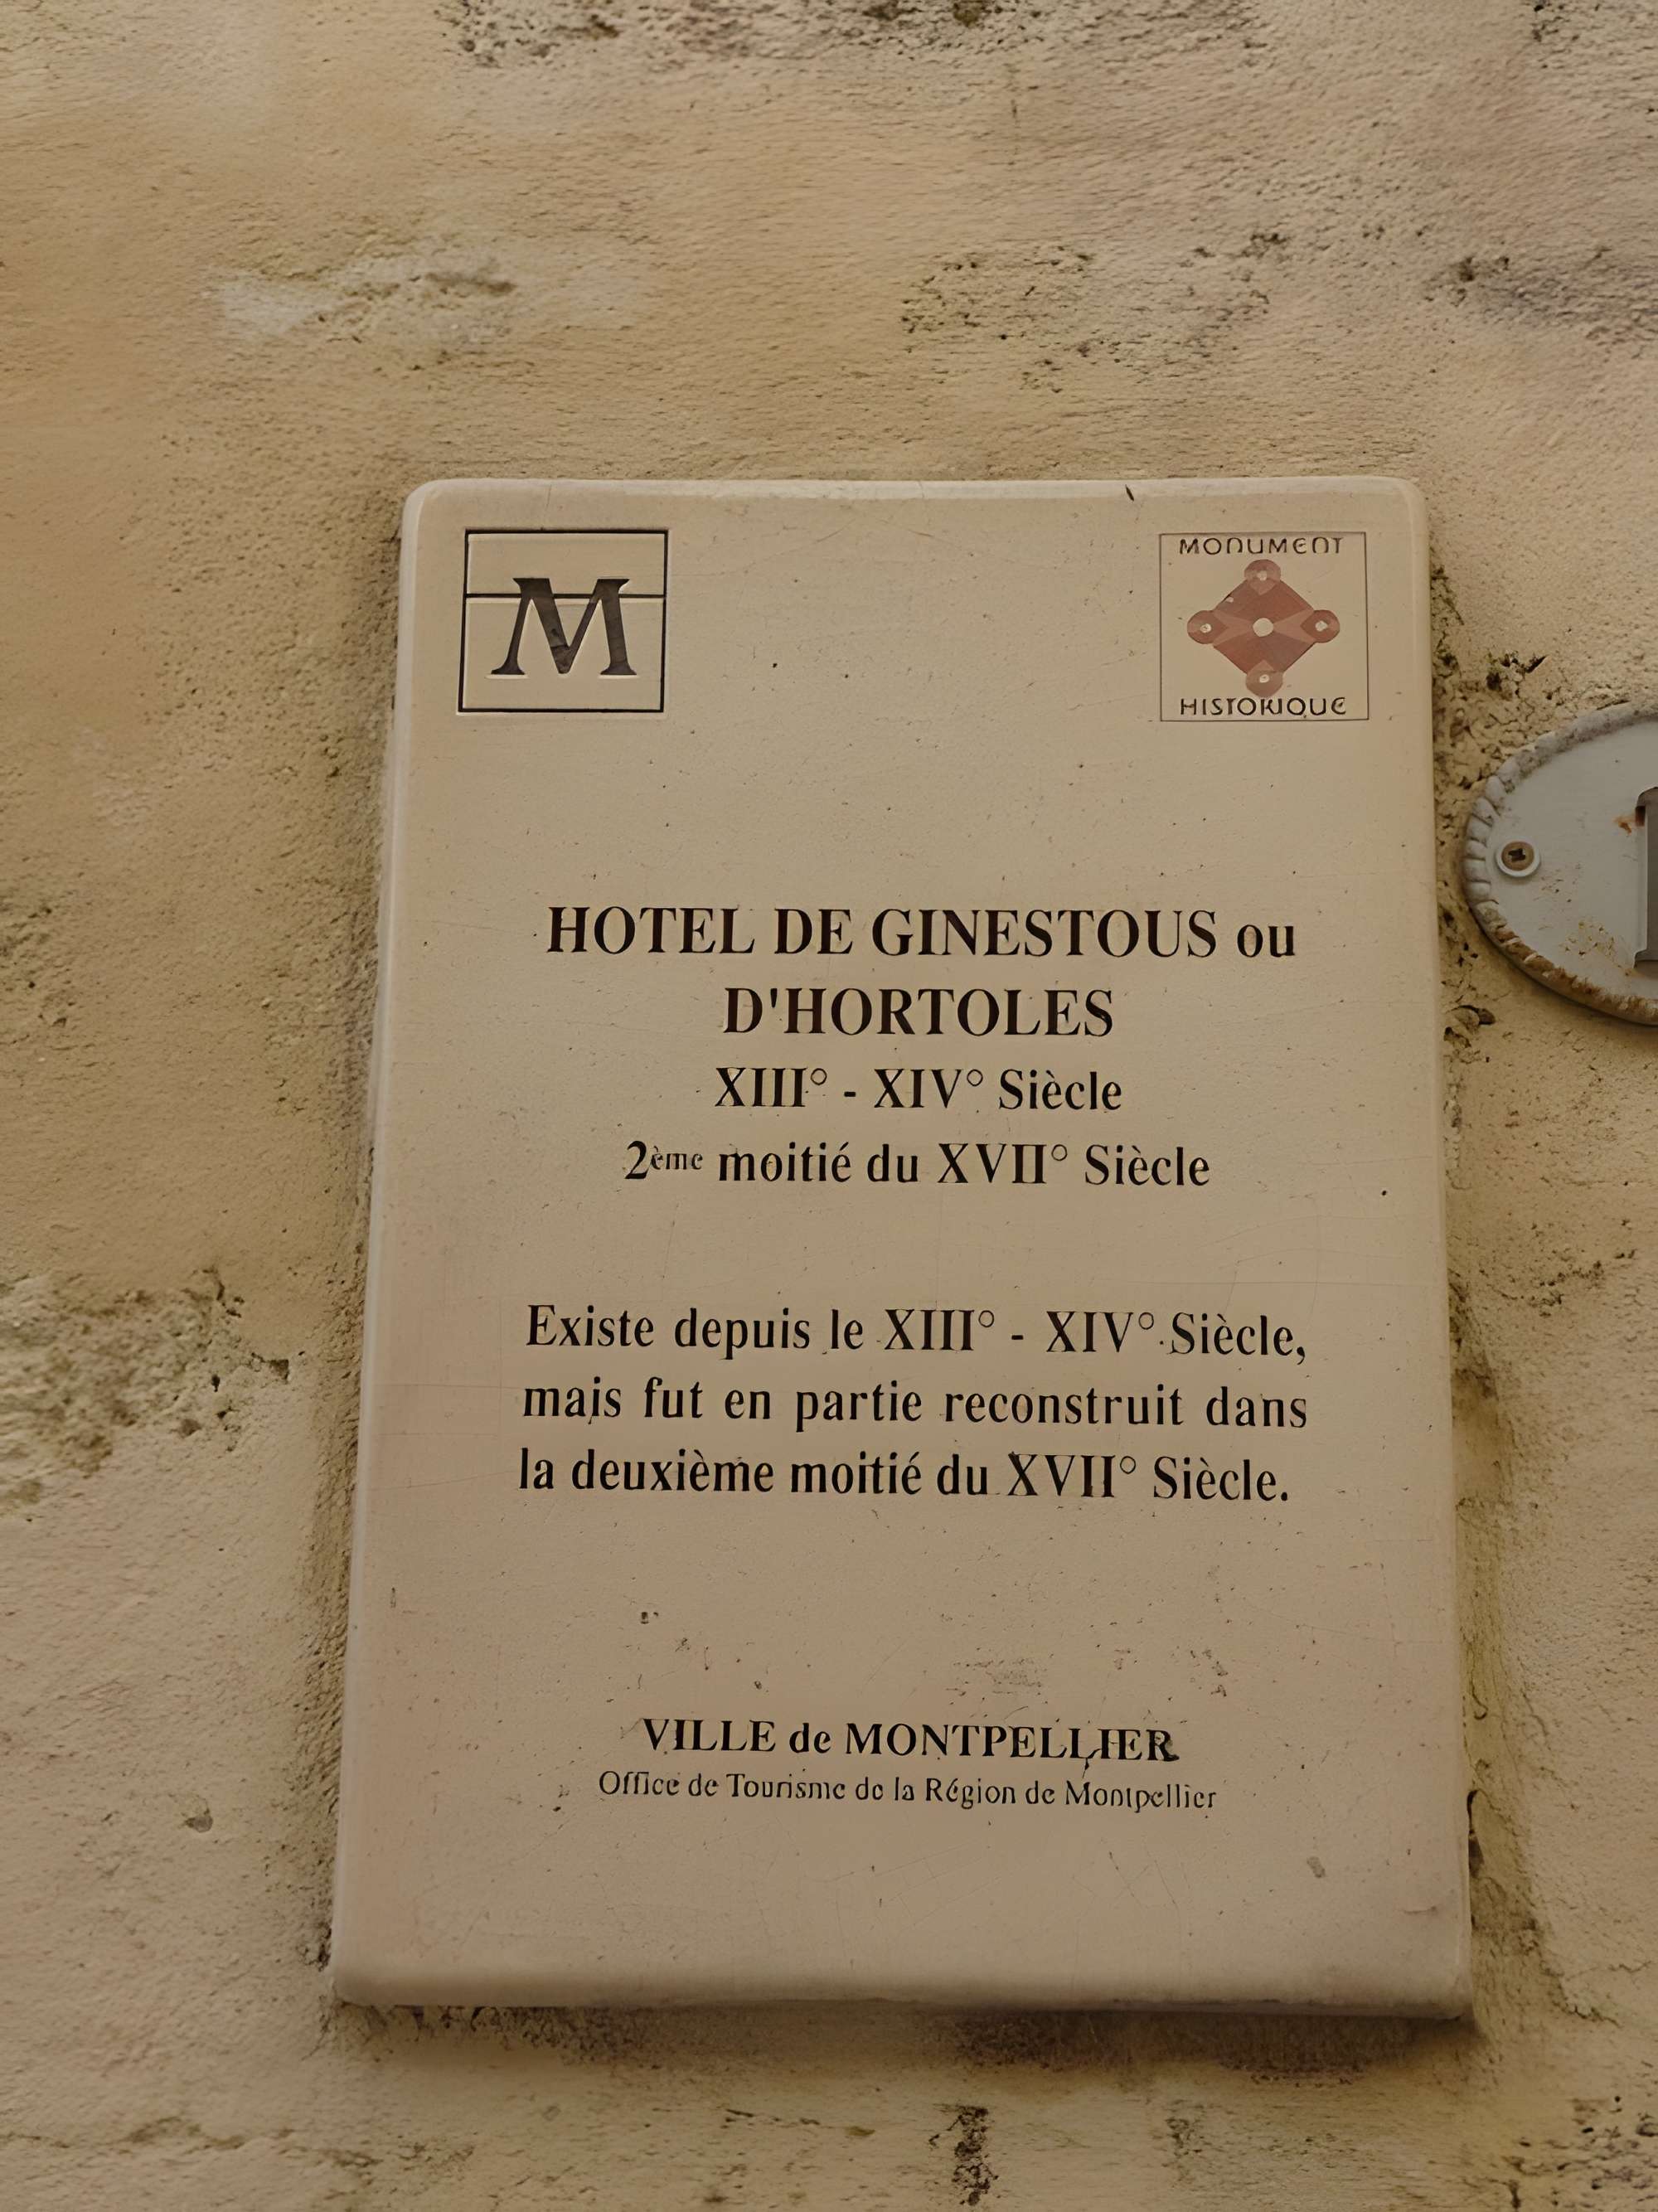 M
MONUMENT
HISTORIQUE
HOTEL DE GINESTOUS ou
D'HORTOLES
XIII° - XIV° Siècle
2ème moitié du XVII° Siècle
Existe depuis le XIII° - XIV° Siècle,
mais fut en partie reconstruit dans
la deuxième moitié du XVII° Siècle.
VILLE de MONTPELLIER
Office de Tourisme de la Région de Montpellier